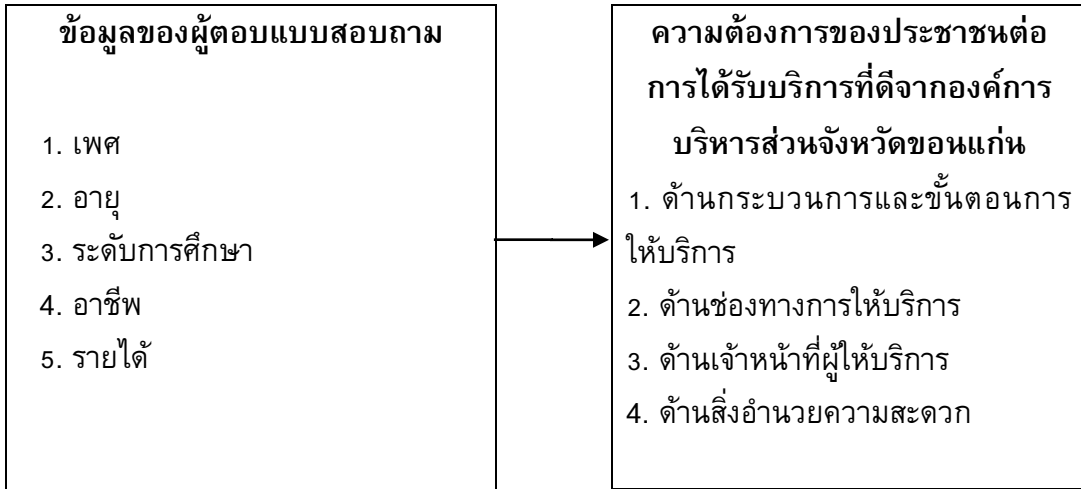 ข้อมูลของผู้ตอบแบบสอบถาม
1. เพศ
2. อายุ
3. ระดับการศึกษา
4. อาชีพ
5. รายได้
ความต้องการของประชาชนต่อ
การได้รับบริการที่ดีจากองค์การ
บริหารส่วนจังหวัดขอนแก่น
1. ด้านกระบวนการและขั้นตอนการ
ให้บริการ
2. ด้านช่องทางการให้บริการ
3. ด้านเจ้าหน้าที่ผู้ให้บริการ
4. ด้านสิ่งอำนวยความสะดวก